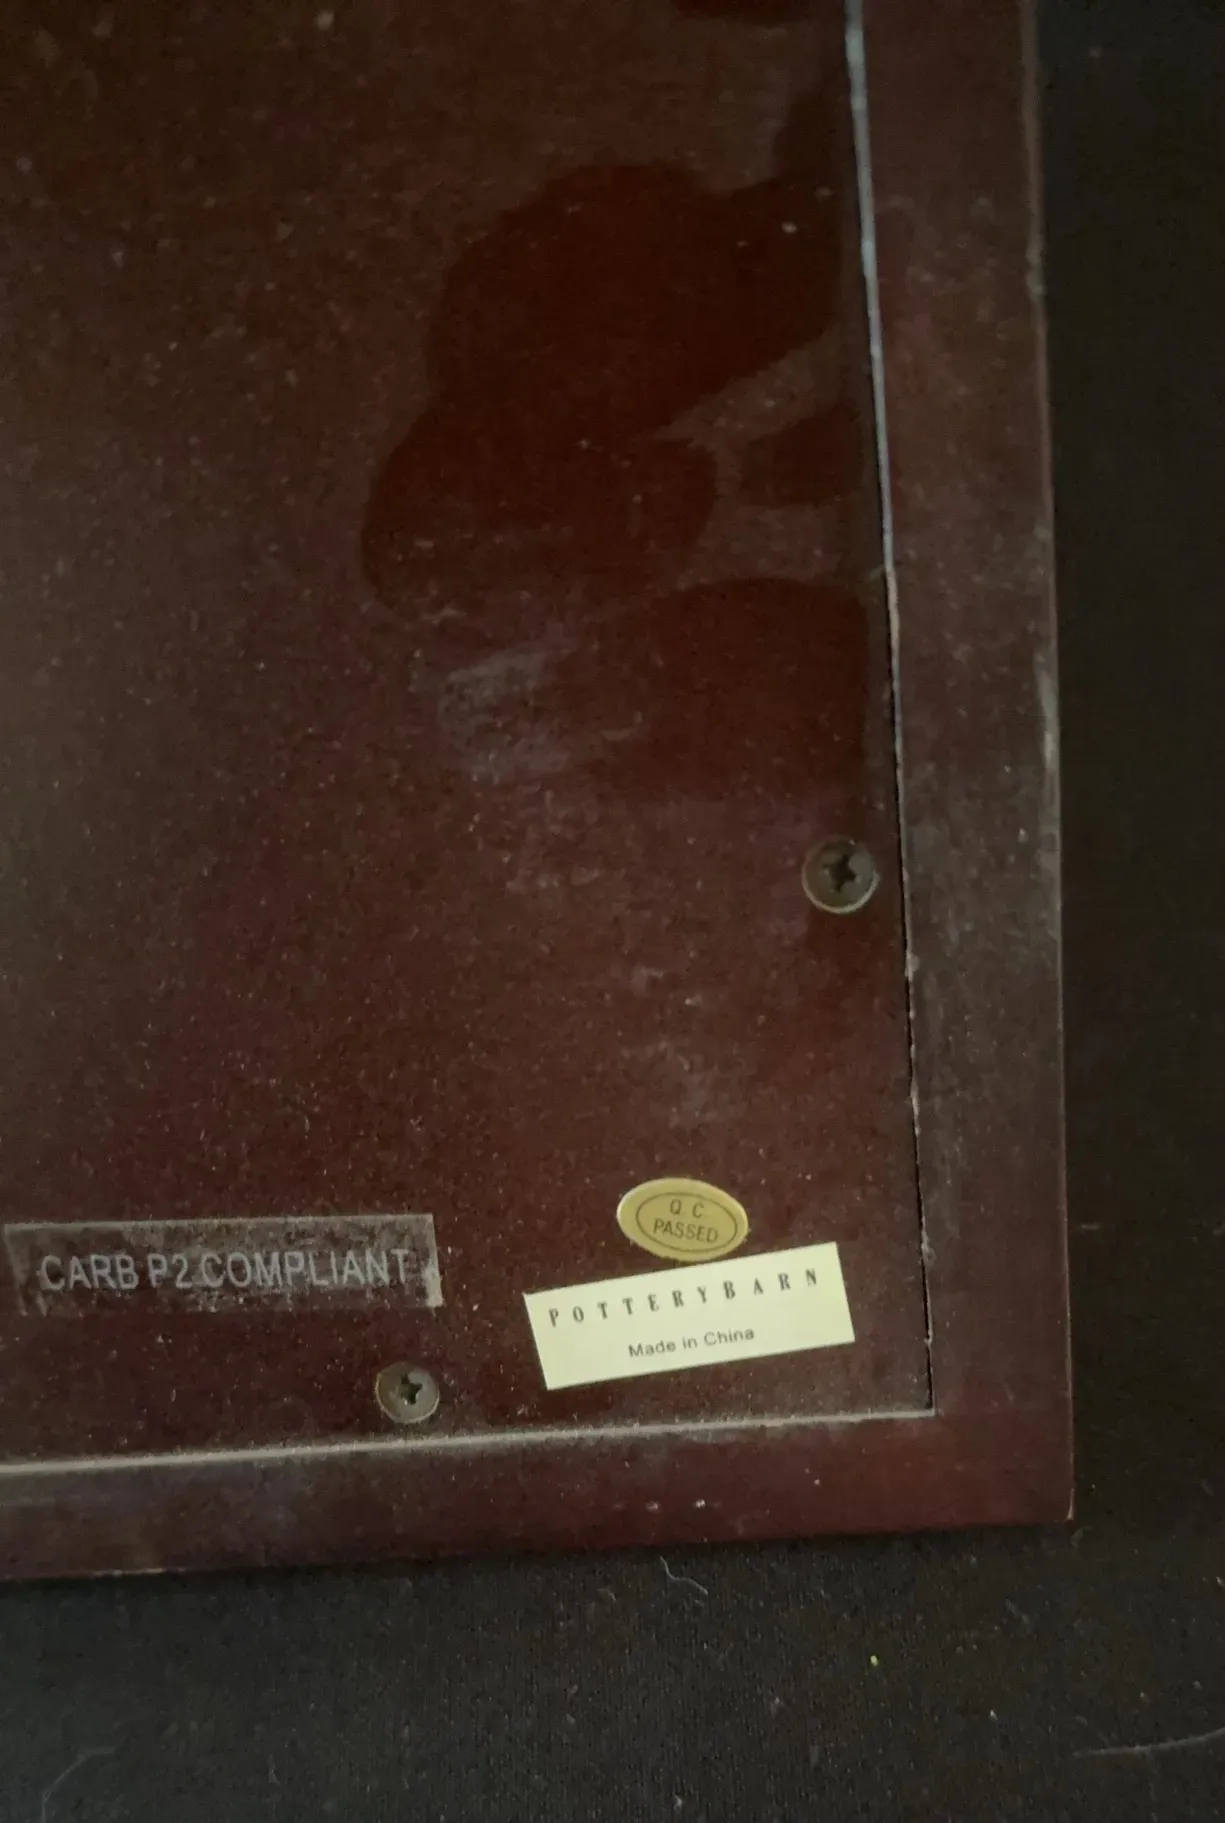 Q C
PASSED
CARB P2 COMPLIANT
POTTERYBARN
Made in China